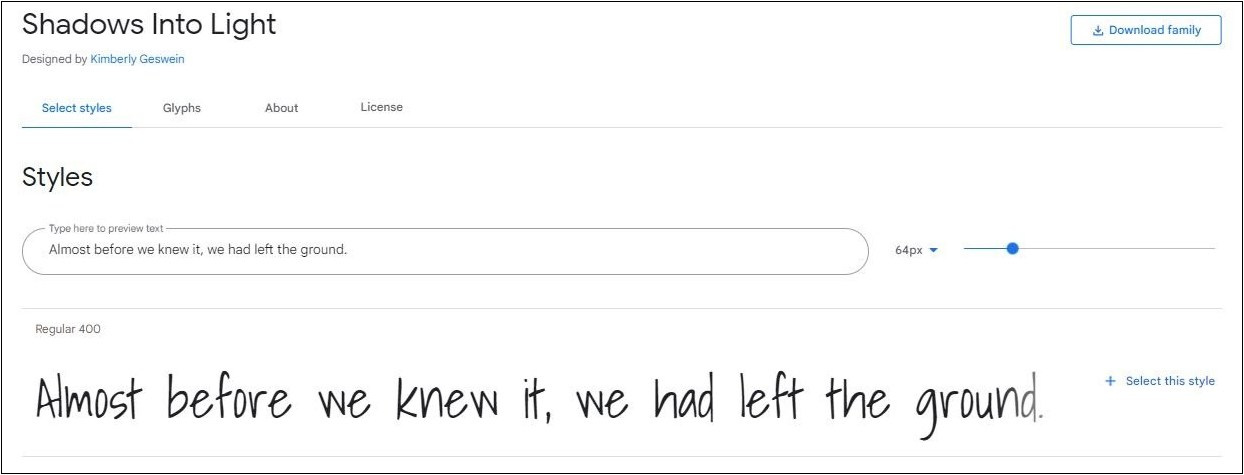 Shadows Into Light
Download family
Designed by Kimberly Geswein
Select styles Glyphs About License
Styles
Type here to preview text
Almost before we knew it, we had left the ground.
64px
Regular 400
Almost before we knew it, we had left the ground.
+ Select this style